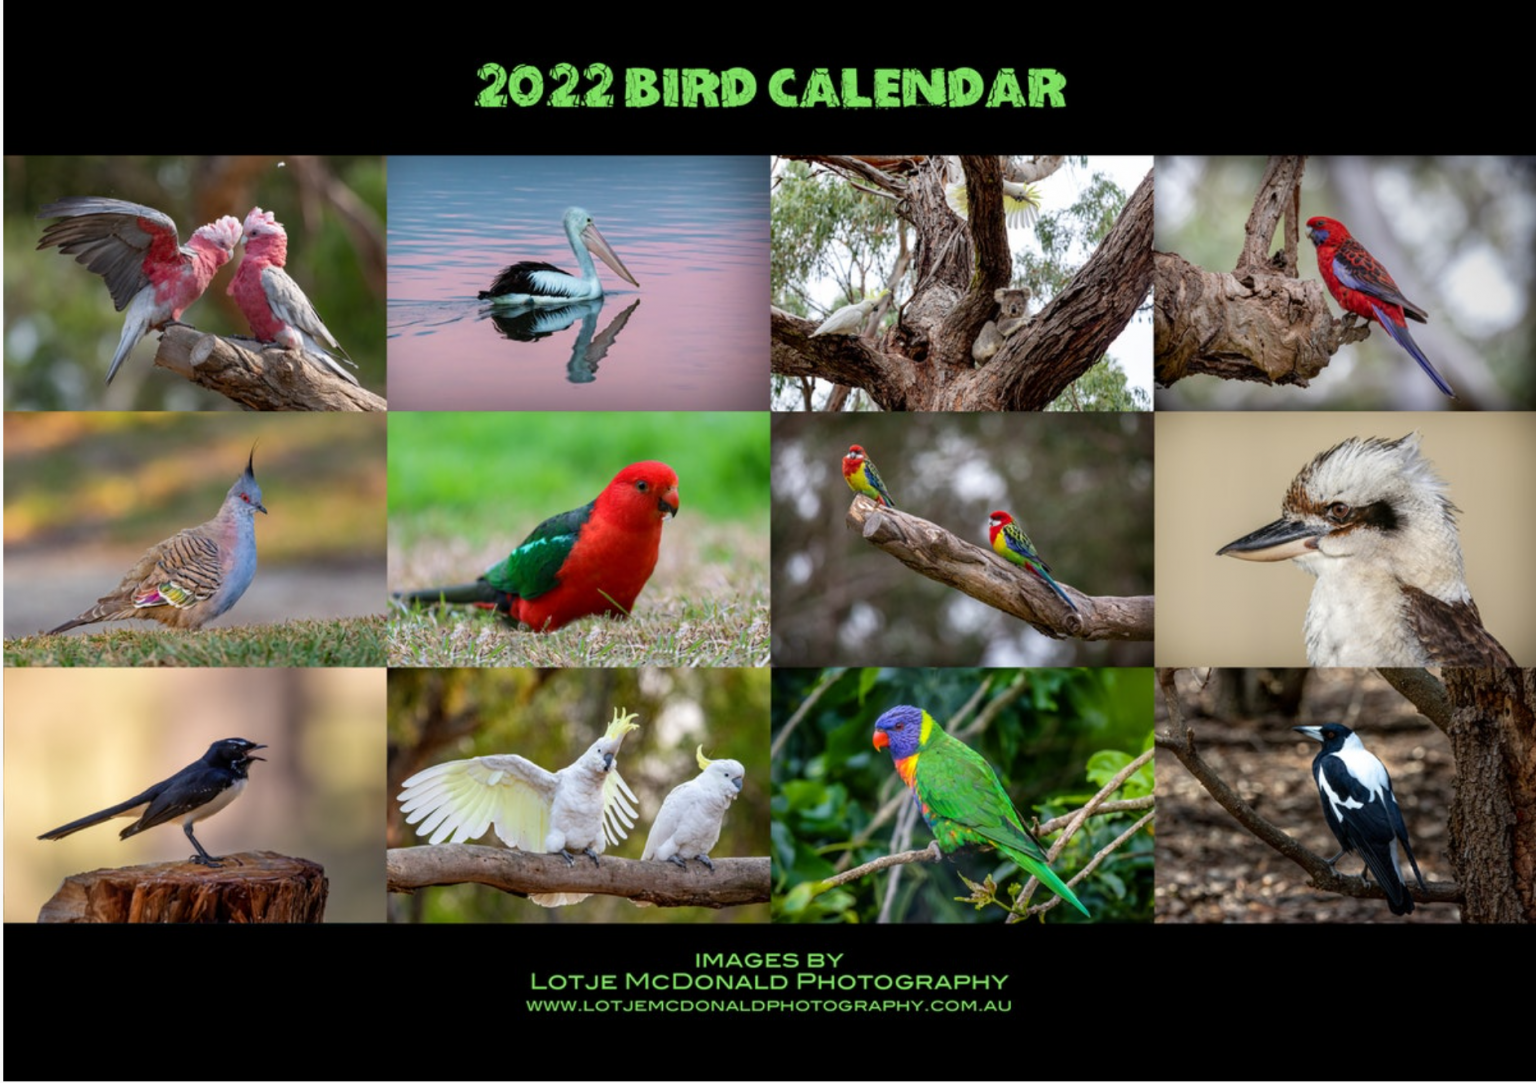 2022 BIRD CALENDAR
IMAGES BY
LOTJE MCDONALD PHOTOGRAPHY
WWW.LOTJEMCDONALDPHOTOGRAPHY.COM.AU